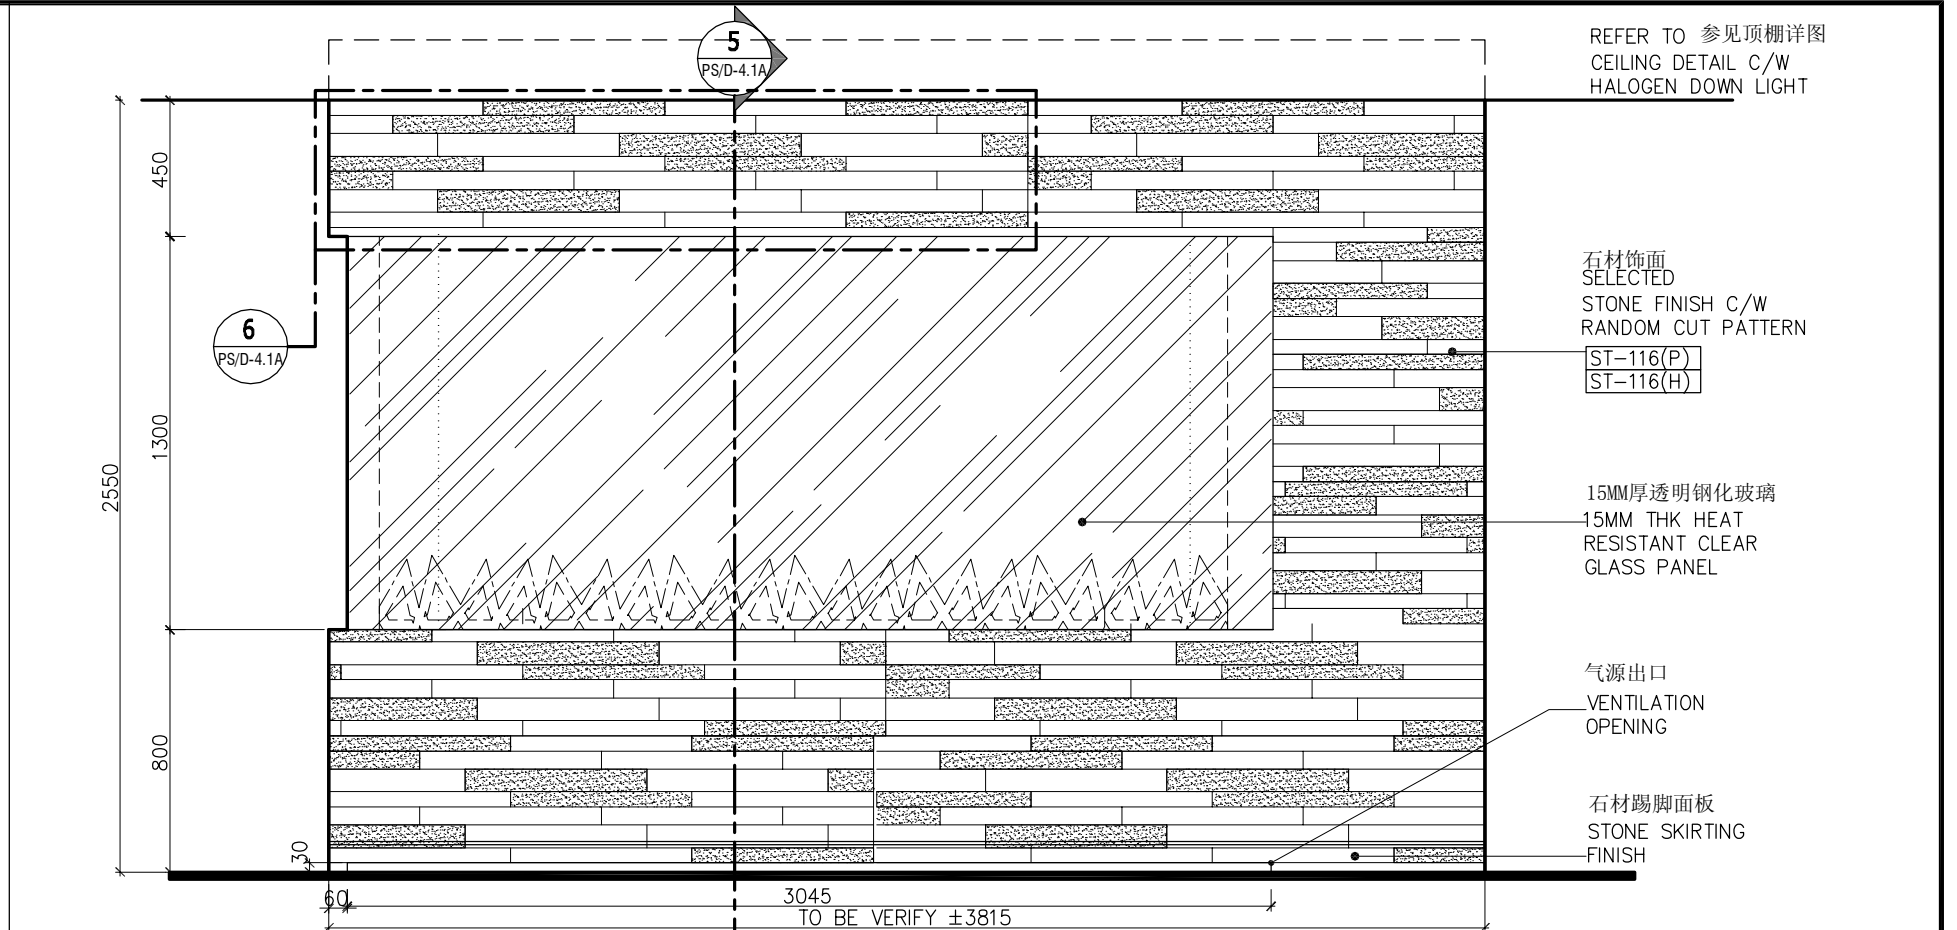 5
PS/D-4.1A
REFER TO 参见顶棚详图
CEILING DETAIL C/W
HALOGEN DOWN LIGHT
450
石材饰面
SELECTED
STONE FINISH C/W
RANDOM CUT PATTERN
ST-116(P)
ST-116(H)
6
PS/D-4.1A
1300
2550
15MM厚透明钢化玻璃
15MM THK HEAT
RESISTANT CLEAR
GLASS PANEL
气源出口
VENTILATION
OPENING
800
石材踢脚面板
STONE SKIRTING
FINISH
30
60
3045
TO BE VERIFY ±3815